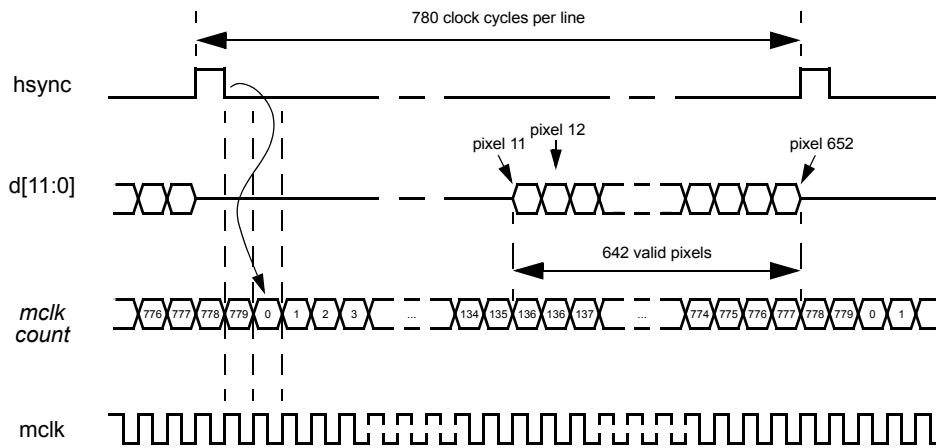 780 clock cycles per line
hsync
pixel 11
pixel 12
pixel 652
d[11:0]
642 valid pixels
mclk
count
776 777 778 779 0 1 2 3 ... 134 135 136 136 137 ... 774 775 776 777 778 779 0 1
mclk